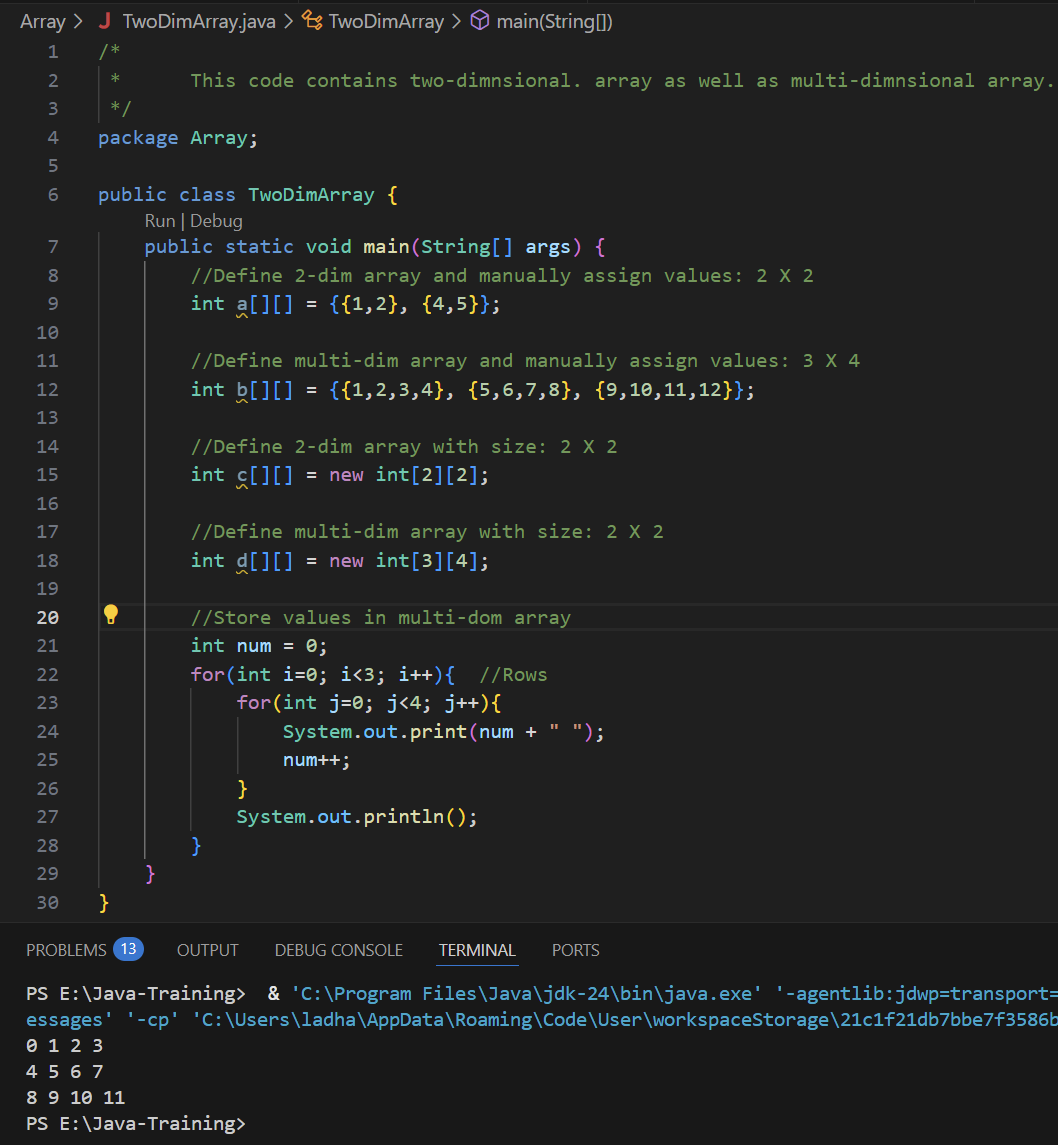 Array > J TwoDimArray.java > TwoDimArray > main(String[])
1 /*
2  *      This code contains two-dimnsional. array as well as multi-dimnsional array.
3  */
4 package Array;
5
6 public class TwoDimArray {
Run | Debug
7     public static void main(String[] args) {
8         //Define 2-dim array and manually assign values: 2 X 2
9         int a[][] = {{1,2}, {4,5}};
10
11         //Define multi-dim array and manually assign values: 3 X 4
12         int b[][] = {{1,2,3,4}, {5,6,7,8}, {9,10,11,12}};
13
14         //Define 2-dim array with size: 2 X 2
15         int c[][] = new int[2][2];
16
17         //Define multi-dim array with size: 2 X 2
18         int d[][] = new int[3][4];
19
20         //Store values in multi-dom array
21         int num = 0;
22         for(int i=0; i<3; i++){  //Rows
23             for(int j=0; j<4; j++){
24                 System.out.print(num + " ");
25                 num++;
26             }
27             System.out.println();
28         }
29     }
30 }
PROBLEMS 13 OUTPUT DEBUG CONSOLE TERMINAL PORTS
PS E:\Java-Training>  & 'C:\Program Files\Java\jdk-24\bin\java.exe' '-agentlib:jdwp=transport=
essages' '-cp' 'C:\Users\ladha\AppData\Roaming\Code\User\workspaceStorage\21c1f21db7bbe7f3586b
0 1 2 3
4 5 6 7
8 9 10 11
PS E:\Java-Training>